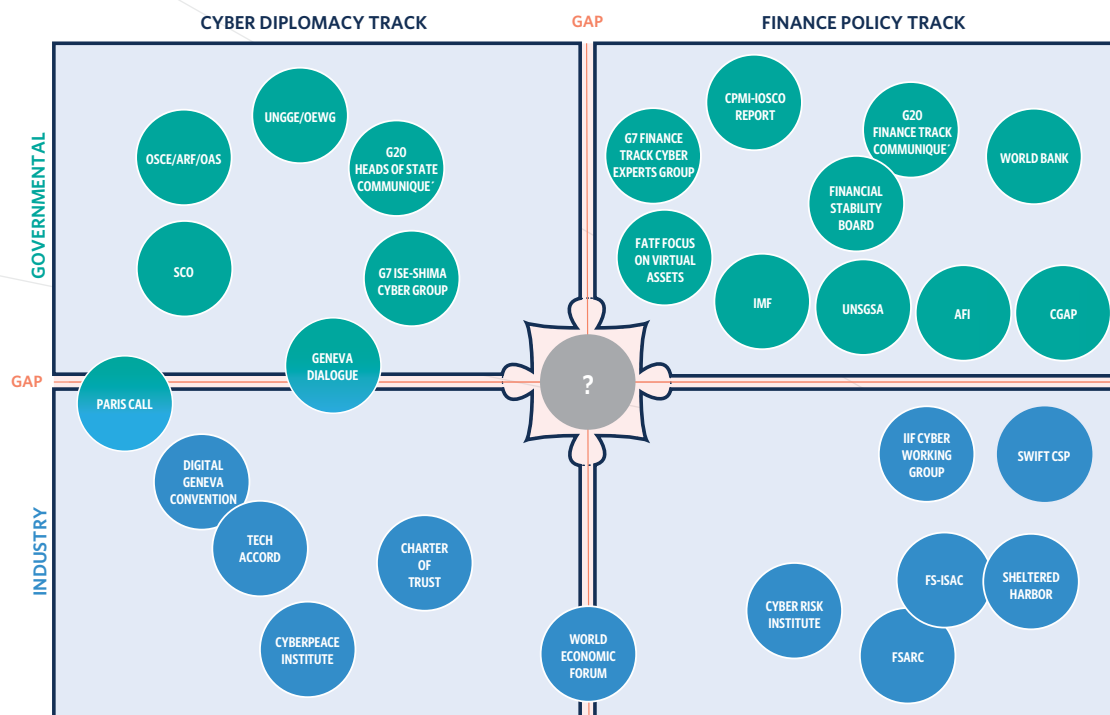 CYBER DIPLOMACY TRACK
GAP
FINANCE POLICY TRACK
GOVERNMENTAL
OSCE/ARF/OAS
UNGGE/OEWG
G20
HEADS OF STATE
COMMUNIQUE´
SCO
G7 ISE-SHIMA
CYBER GROUP
GENEVA
DIALOGUE
G7 FINANCE
TRACK CYBER
EXPERTS GROUP
CPMI-IOSCO
REPORT
G20
FINANCE TRACK
COMMUNIQUE´
WORLD BANK
FINANCIAL
STABILITY
BOARD
FATF FOCUS
ON VIRTUAL
ASSETS
IMF
UNSGSA
AFI
CGAP
GAP
?
INDUSTRY
PARIS CALL
DIGITAL
GENEVA
CONVENTION
TECH
ACCORD
CHARTER
OF
TRUST
CYBERPEACE
INSTITUTE
WORLD
ECONOMIC
FORUM
IIF CYBER
WORKING
GROUP
SWIFT CSP
CYBER RISK
INSTITUTE
FS-ISAC
SHELTERED
HARBOR
FSARC